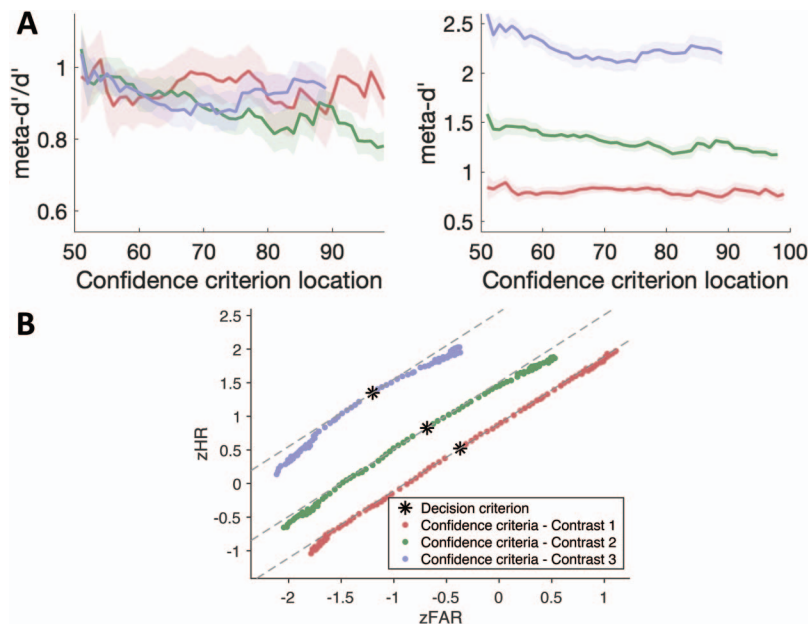 A
meta-d'/d'
1
0.8
0.6
50 60 70 80 90
Confidence criterion location
meta-d'
2.5
2
1.5
1
0.5
50 60 70 80 90 100
Confidence criterion location
B
zHR
2.5
2
1.5
1
0.5
0
-0.5
-1
Decision criterion
Confidence criteria - Contrast 1
Confidence criteria - Contrast 2
Confidence criteria - Contrast 3
-2 -1.5 -1 -0.5 0 0.5 1
zFAR